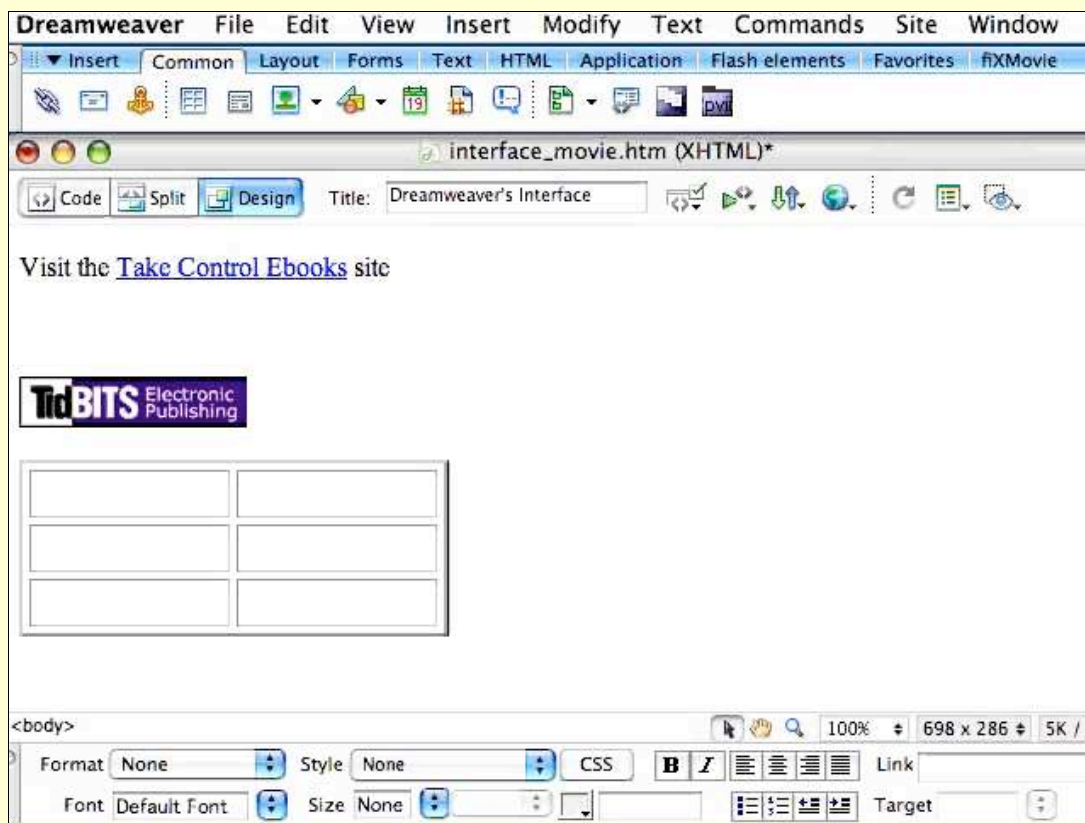 Dreamweaver File Edit View Insert Modify Text Commands Site Window
Insert Common Layout Forms Text HTML Application Flash elements Favorites fiXMovie
19
pvii
interface_movie.htm (XHTML)*
Code Split Design Title: Dreamweaver's Interface
Visit the Take Control Ebooks site
TidBITS Electronic
Publishing
<body> 100% 698 x 286 5K /
Format None Style None CSS B I Link
Font Default Font Size None Target